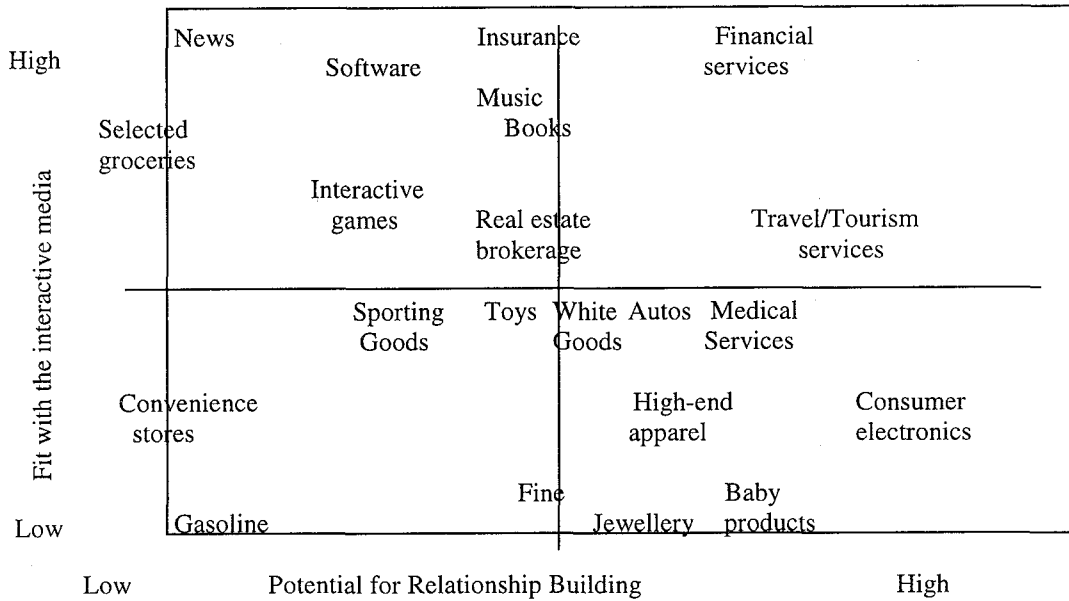 News
Insurance
Financial
High
Software
services
Music
Books
Selected
groceries
Interactive
games
Real estate
brokerage
Travel/Tourism
services
Fit with the interactive media
Sporting
Goods
Toys
White
Goods
Autos
Medical
Services
Convenience
stores
High-end
apparel
Consumer
electronics
Fine
Jewellery
Baby
products
Low
Gasoline
Low
Potential for Relationship Building
High